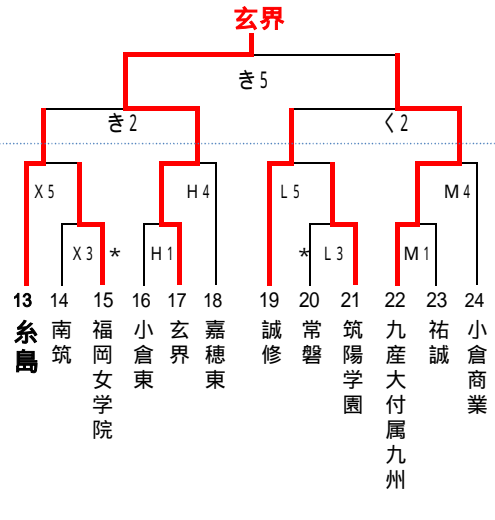 玄界
き5
き2
く2
X5
H4
L5
M4
X3
*
H1
*
L3
M1
13 14 15 16 17 18 19 20 21 22 23 24
糸島
南筑
福岡女学院
小倉東
玄界
嘉穂東
誠修
常磐
筑陽学園
九産大付属九州
祐誠
小倉商業